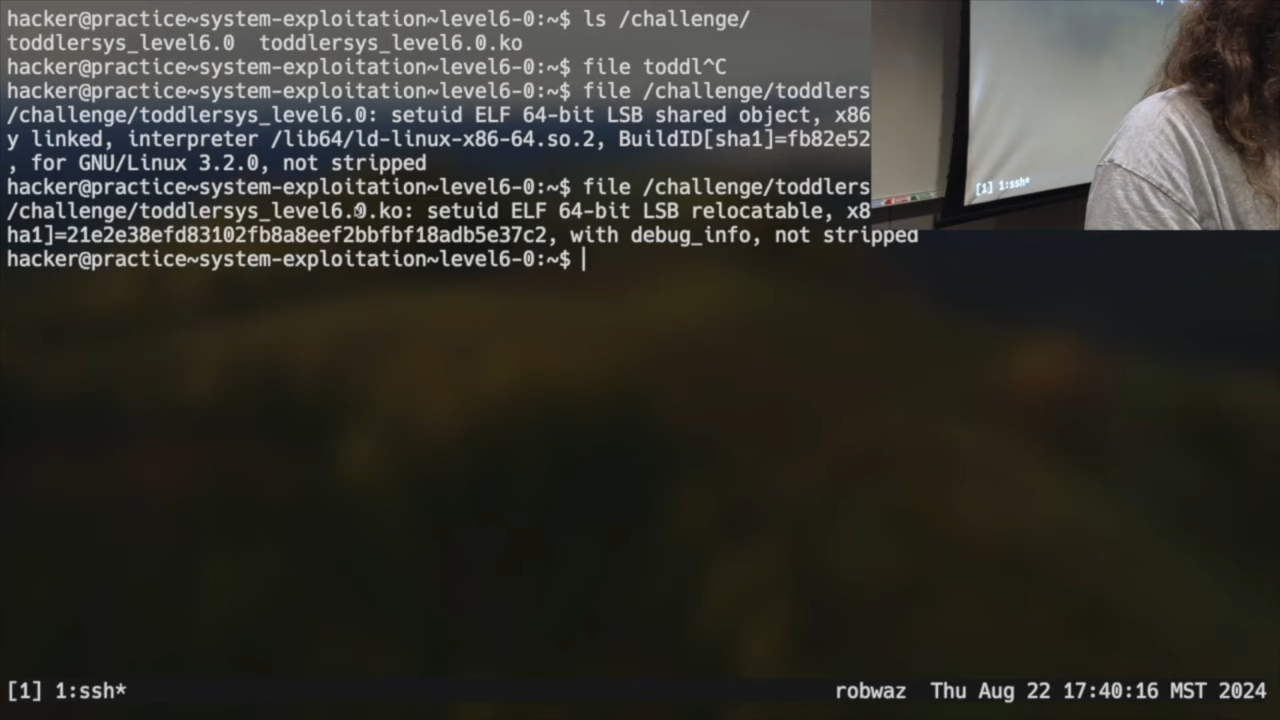 hacker@practice~system-exploitation~level6-0:~$ ls /challenge/
toddlersys_level6.0  toddlersys_level6.0.ko
hacker@practice~system-exploitation~level6-0:~$ file toddl^C
hacker@practice~system-exploitation~level6-0:~$ file /challenge/toddlers
/challenge/toddlersys_level6.0: setuid ELF 64-bit LSB shared object, x86
y linked, interpreter /lib64/ld-linux-x86-64.so.2, BuildID[sha1]=fb82e52
, for GNU/Linux 3.2.0, not stripped
hacker@practice~system-exploitation~level6-0:~$ file /challenge/toddlers
/challenge/toddlersys_level6.0.ko: setuid ELF 64-bit LSB relocatable, x8
ha1]=21e2e38efd83102fb8a8eef2bbfbf18adb5e37c2, with debug_info, not stripped
hacker@practice~system-exploitation~level6-0:~$
[1] 1:ssh*
[1] 1:ssh*
robwaz  Thu Aug 22 17:40:16 MST 2024